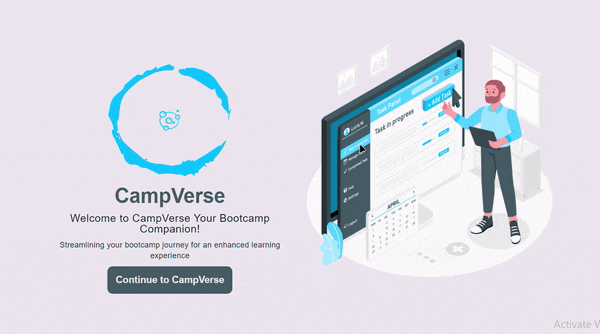 CampVerse
Welcome to CampVerse Your Bootcamp
Companion!
Streamlining your bootcamp journey for an enhanced learning
experience
Continue to CampVerse
Task Panel
+ Add Task
Task in progress
APRIL
Activate W